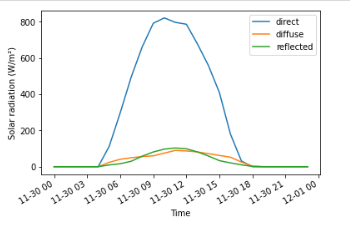 800
600
400
200
0
Solar radiation (W/m²)
direct
diffuse
reflected
11-30 00
11-30 03
11-30 06
11-30 09
11-30 12
11-30 15
11-30 18
11-30 21
12-01 00
Time